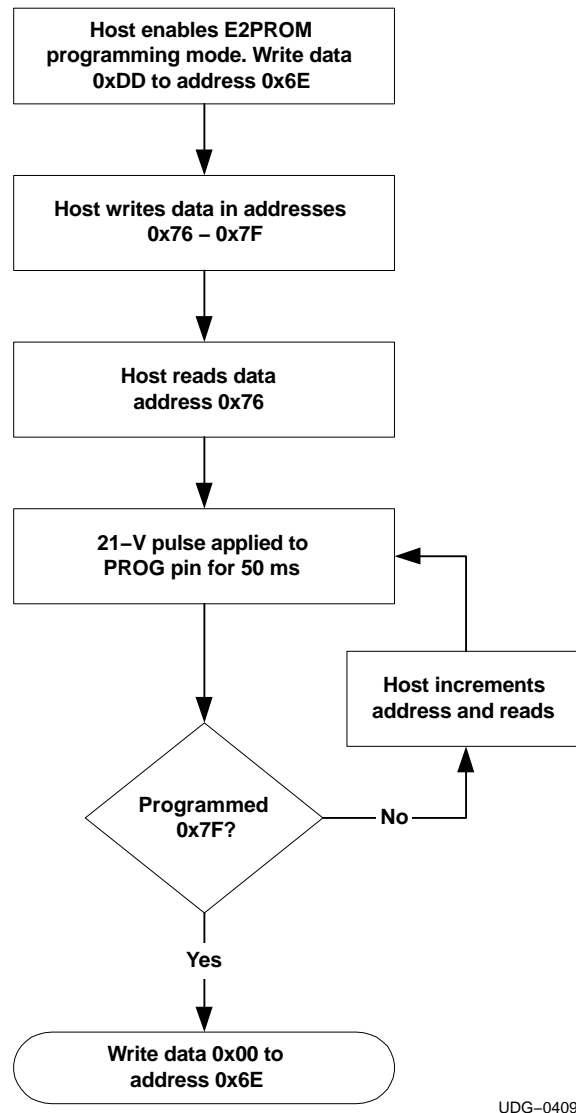 Host enables E2PROM
programming mode. Write data
0xDD to address 0x6E
Host writes data in addresses
0x76 – 0x7F
Host reads data
address 0x76
21–V pulse applied to
PROG pin for 50 ms
Host increments
address and reads
Programmed
0x7F?
No
Yes
Write data 0x00 to
address 0x6E
UDG–0409